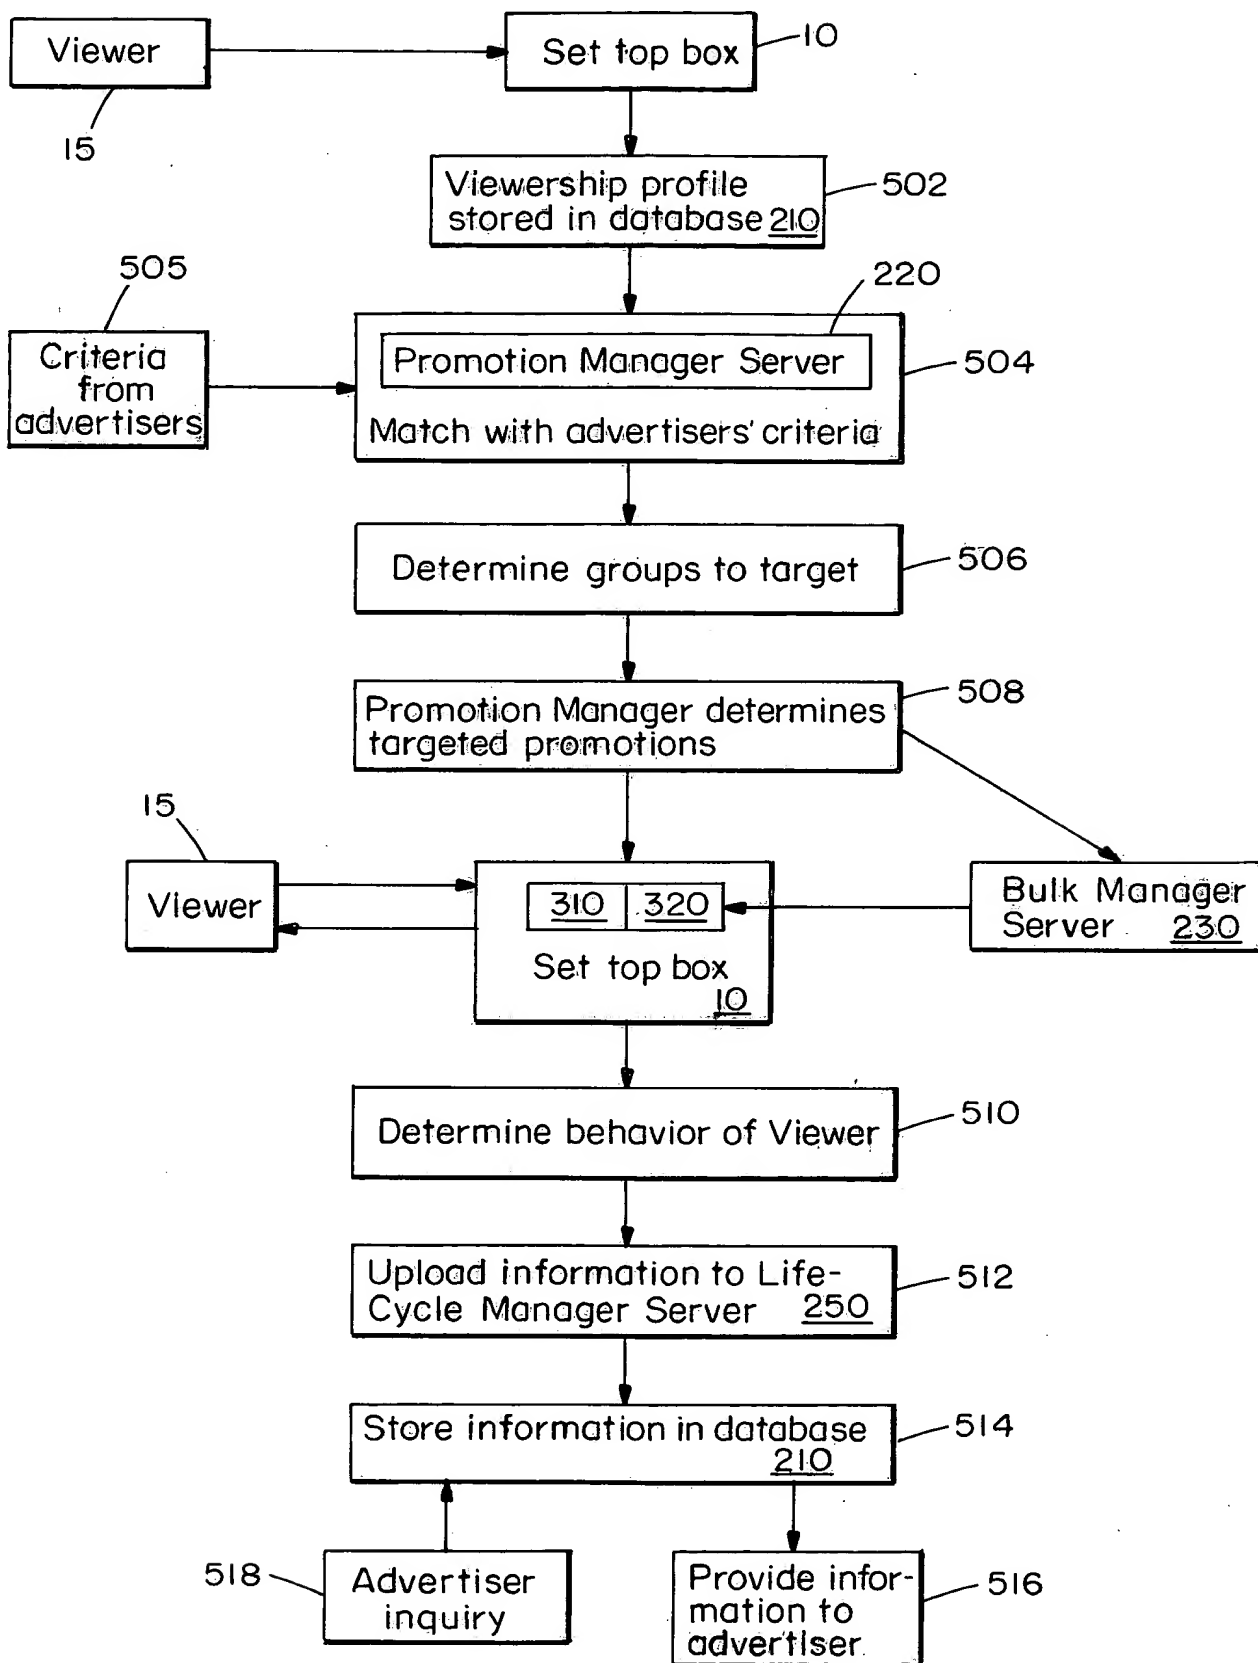 Viewer
Set top box
10
15
Viewership profile
stored in database 210
502
505
220
Criteria
from
advertisers
Promotion Manager Server
504
Match with advertisers' criteria
Determine groups to target
506
Promotion Manager determines
targeted promotions
508
15
Viewer
310 320
Set top box
10
Bulk Manager
Server 230
Determine behavior of Viewer
510
Upload information to Life-
Cycle Manager Server 250
512
Store information in database
210
514
518
Advertiser
inquiry
Provide infor-
mation to
advertiser.
516